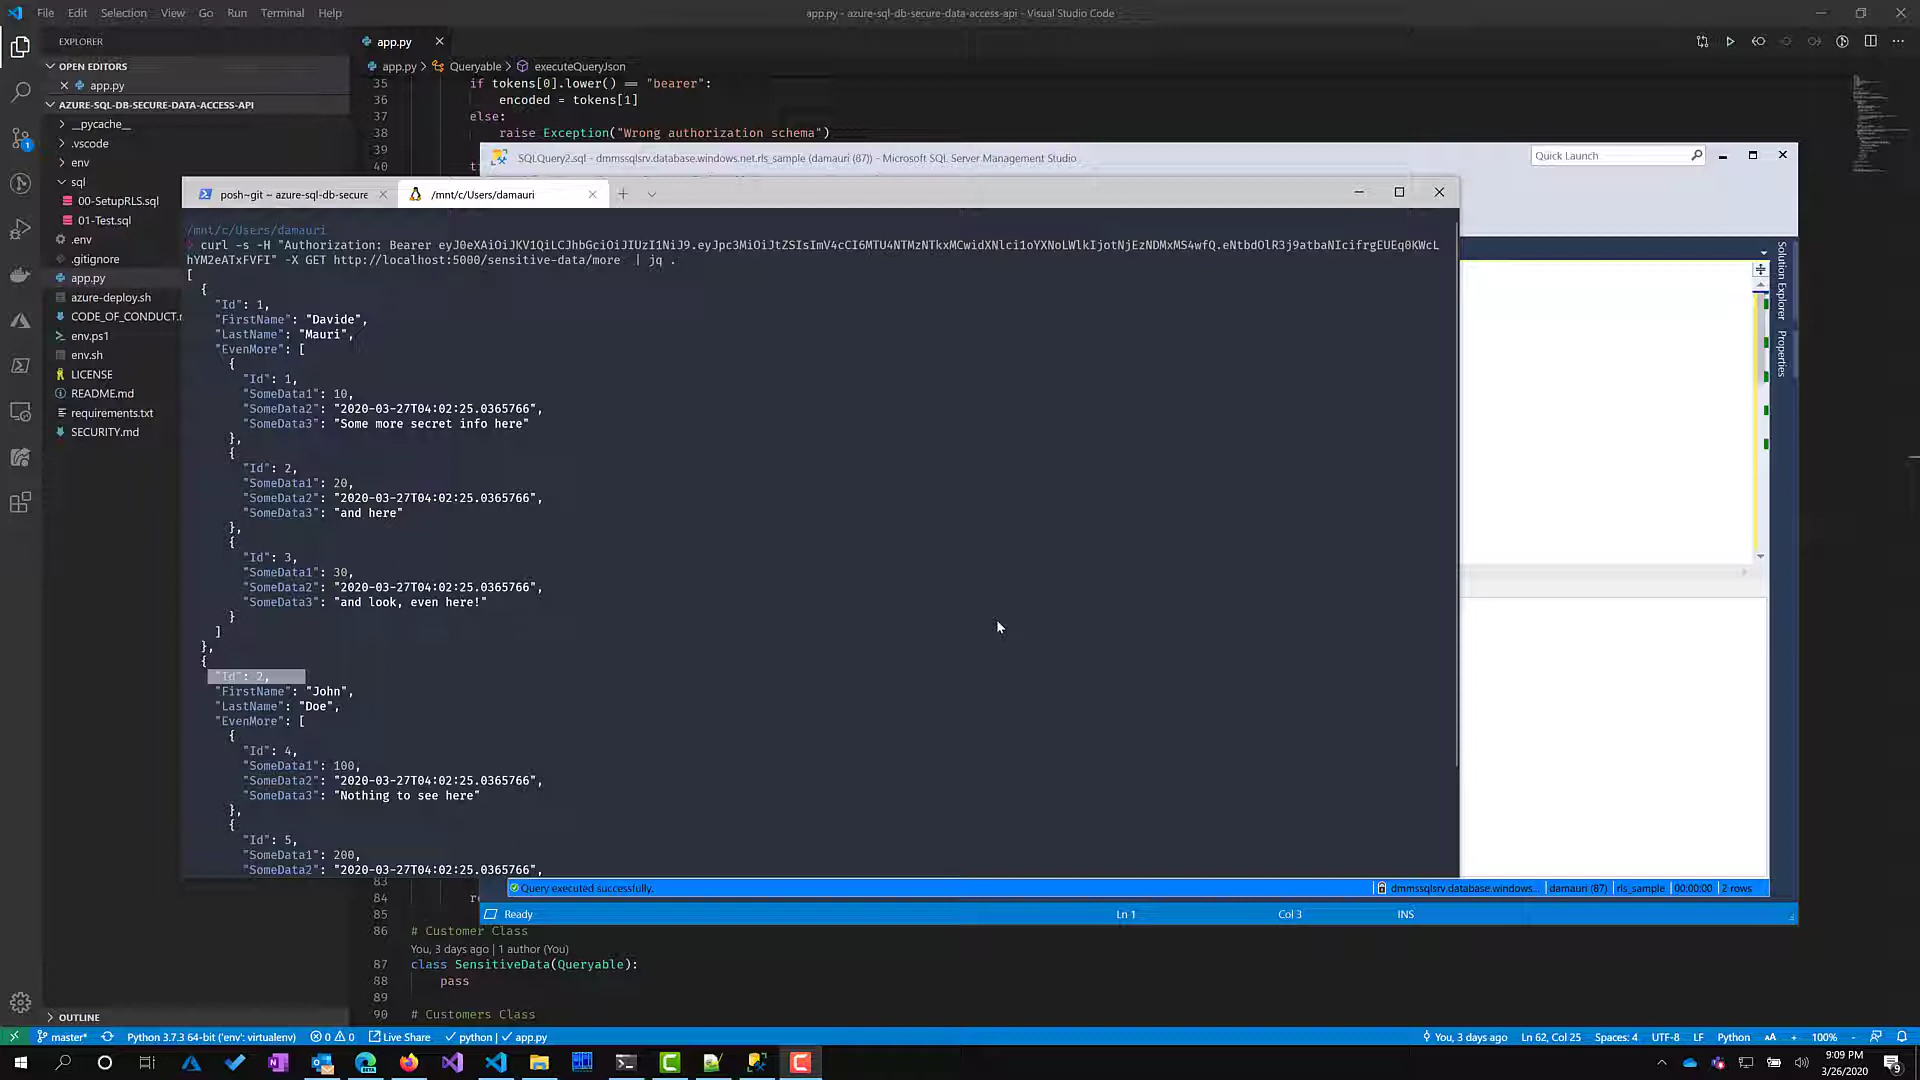 File Edit Selection View Go Run Terminal Help
app.py - azure-sql-db-secure-data-access-api - Visual Studio Code
EXPLORER
OPEN EDITORS
app.py
AZURE-SQL-DB-SECURE-DATA-ACCESS-API
__pycache__
.vscode
env
sql
00-SetupRLS.sql
01-Test.sql
.env
.gitignore
app.py
azure-deploy.sh
CODE_OF_CONDUCT.
env.ps1
env.sh
LICENSE
README.md
requirements.txt
SECURITY.md
OUTLINE
app.py
app.py > Queryable > executeQueryJson
35 if tokens[0].lower() == "bearer":
36 encoded = tokens[1]
37 else:
38 raise Exception("Wrong authorization schema")
39
40
SQLQuery2.sql - dmmssqlsrv.database.windows.net.rls_sample (damauri (87)) - Microsoft SQL Server Management Studio
Quick Launch
Solution Explorer
Properties
posh~git ~ azure-sql-db-secure
/mnt/c/Users/damauri
/mnt/c/Users/damauri
curl -s -H "Authorization: Bearer
" -X GET http://localhost:5000/sensitive-data/more | jq .
[
{
"Id": 1,
"FirstName": "Davide",
"LastName": "Mauri",
"EvenMore": [
{
"Id": 1,
"SomeData1": 10,
"SomeData2": "2020-03-27T04:02:25.0365766",
"SomeData3": "Some more secret info here"
},
{
"Id": 2,
"SomeData1": 20,
"SomeData2": "2020-03-27T04:02:25.0365766",
"SomeData3": "and here"
},
{
"Id": 3,
"SomeData1": 30,
"SomeData2": "2020-03-27T04:02:25.0365766",
"SomeData3": "and look, even here!"
}
]
},
{
"Id": 2,
"FirstName": "John",
"LastName": "Doe",
"EvenMore": [
{
"Id": 4,
"SomeData1": 100,
"SomeData2": "2020-03-27T04:02:25.0365766",
"SomeData3": "Nothing to see here"
},
{
"Id": 5,
"SomeData1": 200,
"SomeData2": "2020-03-27T04:02:25.0365766",
Query executed successfully.
dmmssqlsrv.database.windows... damauri (87) rls_sample 00:00:00 2 rows
Ready
Ln 1
Col 3
INS
83
84 re
85
86 # Customer Class
You, 3 days ago | 1 author (You)
87 class SensitiveData(Queryable):
88 pass
89
90 # Customers Class
master* Python 3.7.3 64-bit ('env': virtualenv) 0 0 Live Share python | app.py
You, 3 days ago Ln 62, Col 25 Spaces: 4 UTF-8 LF Python aA + 100% -
9:09 PM
3/26/2020